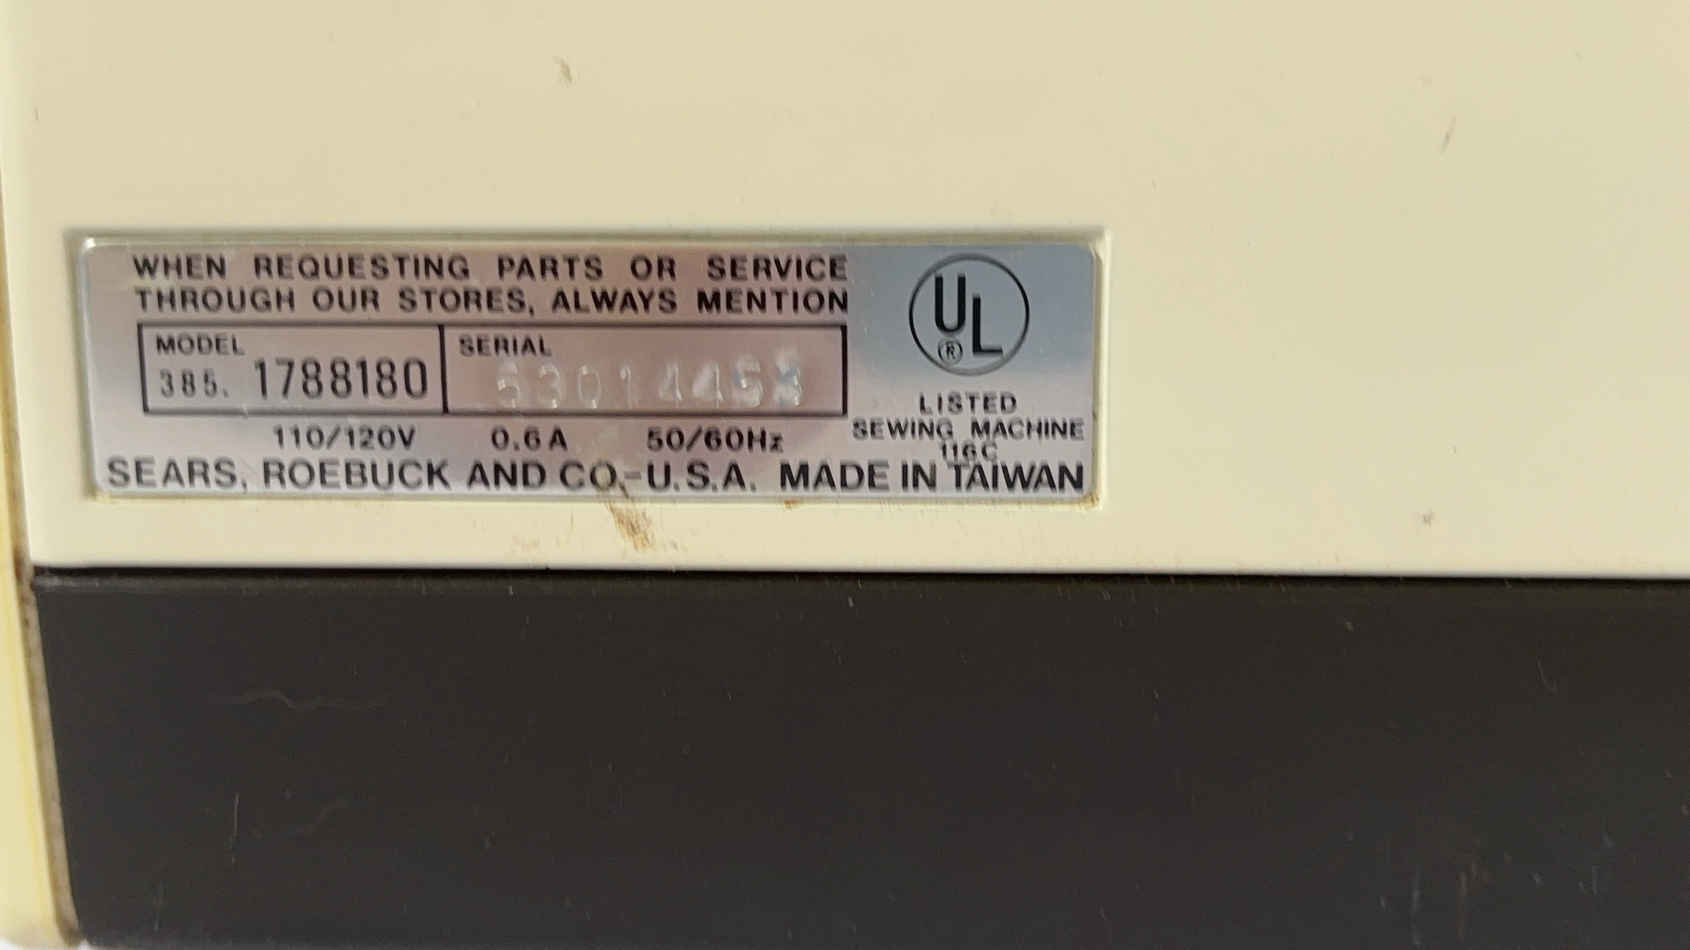 WHEN REQUESTING PARTS OR SERVICE
THROUGH OUR STORES, ALWAYS MENTION
MODEL
385. 1788180
SERIAL
UL
®
LISTED
SEWING MACHINE
116C
110/120V 0.6A 50/60Hz
SEARS, ROEBUCK AND CO.-U.S.A. MADE IN TAIWAN